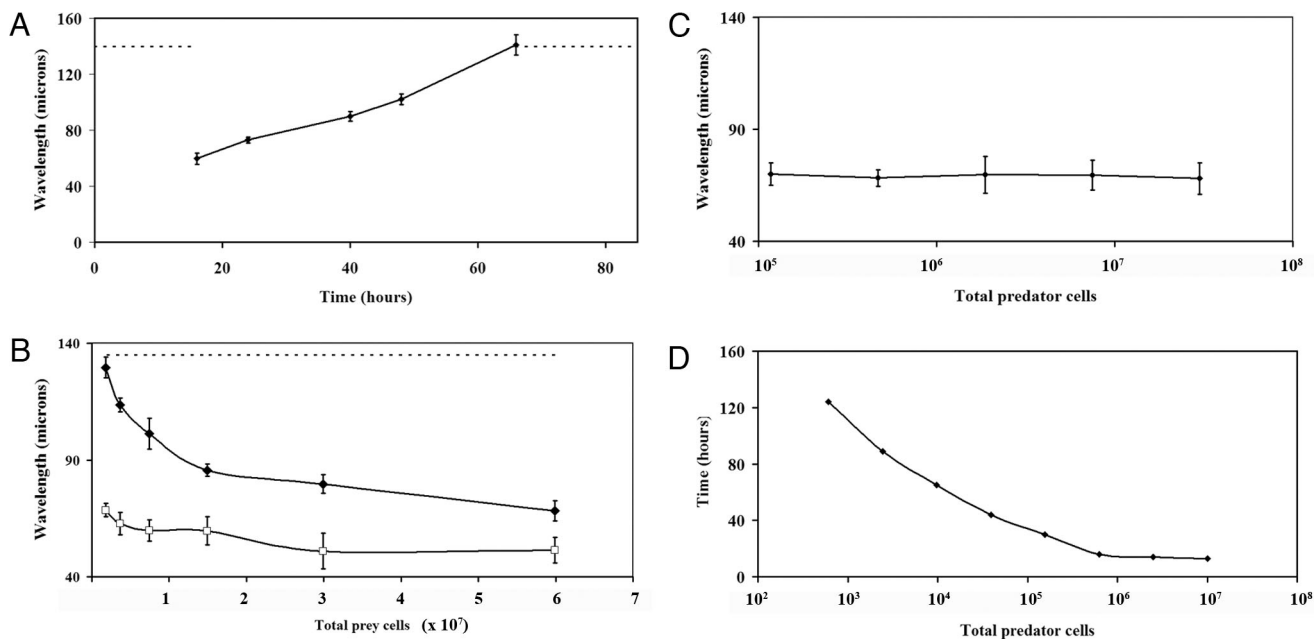 A
Wavelength (microns)
160
120
80
40
0
0 20 40 60 80
Time (hours)
B
Wavelength (microns)
140
90
40
1 2 3 4 5 6 7
Total prey cells (x 10⁷)
C
Wavelength (microns)
140
90
40
10⁵ 10⁶ 10⁷ 10⁸
Total predator cells
D
Time (hours)
160
120
80
40
0
10² 10³ 10⁴ 10⁵ 10⁶ 10⁷ 10⁸
Total predator cells